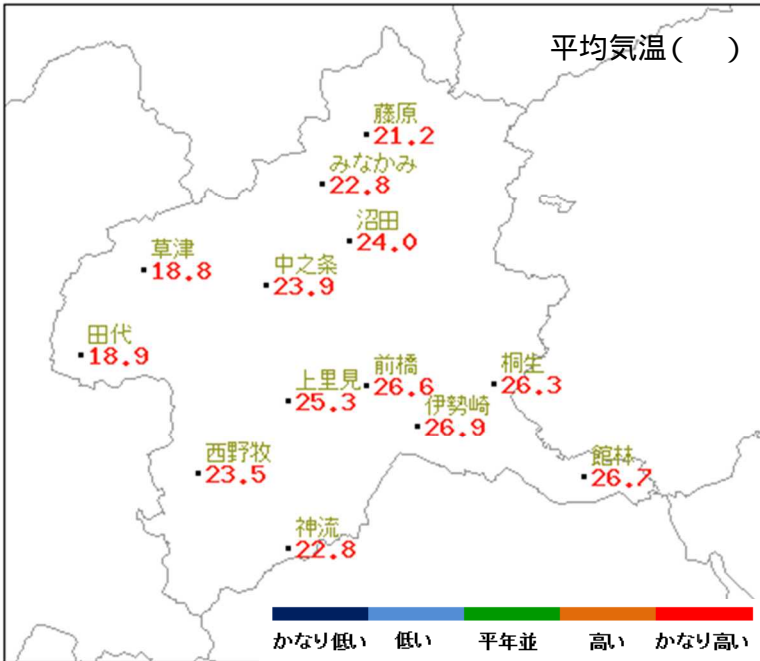 平均気温(　)
藤原
21.2
みなかみ
22.8
沼田
24.0
草津
18.8
中之条
23.9
田代
18.9
上里見
25.3
前橋
26.6
桐生
26.3
伊勢崎
26.9
西野牧
23.5
館林
26.7
神流
22.8
かなり低い 低い 平年並 高い かなり高い